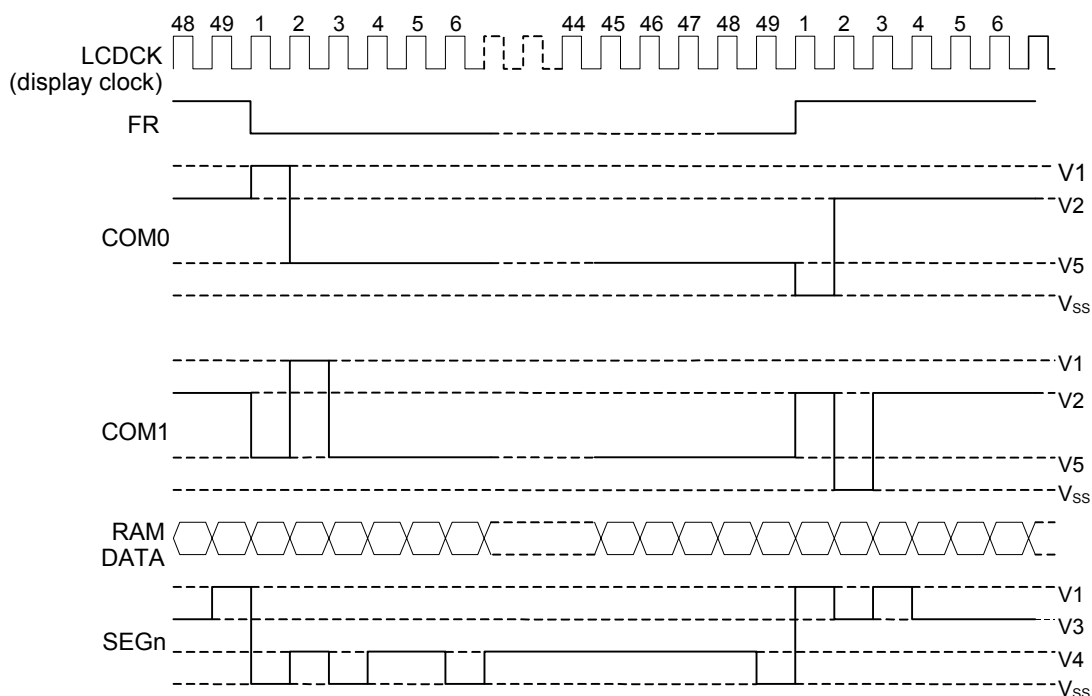 48 49 1 2 3 4 5 6 44 45 46 47 48 49 1 2 3 4 5 6
LCDCK
(display clock)
FR
V1
V2
COM0
V5
VSS
V1
V2
COM1
V5
VSS
RAM
DATA
V1
V3
SEGn
V4
VSS